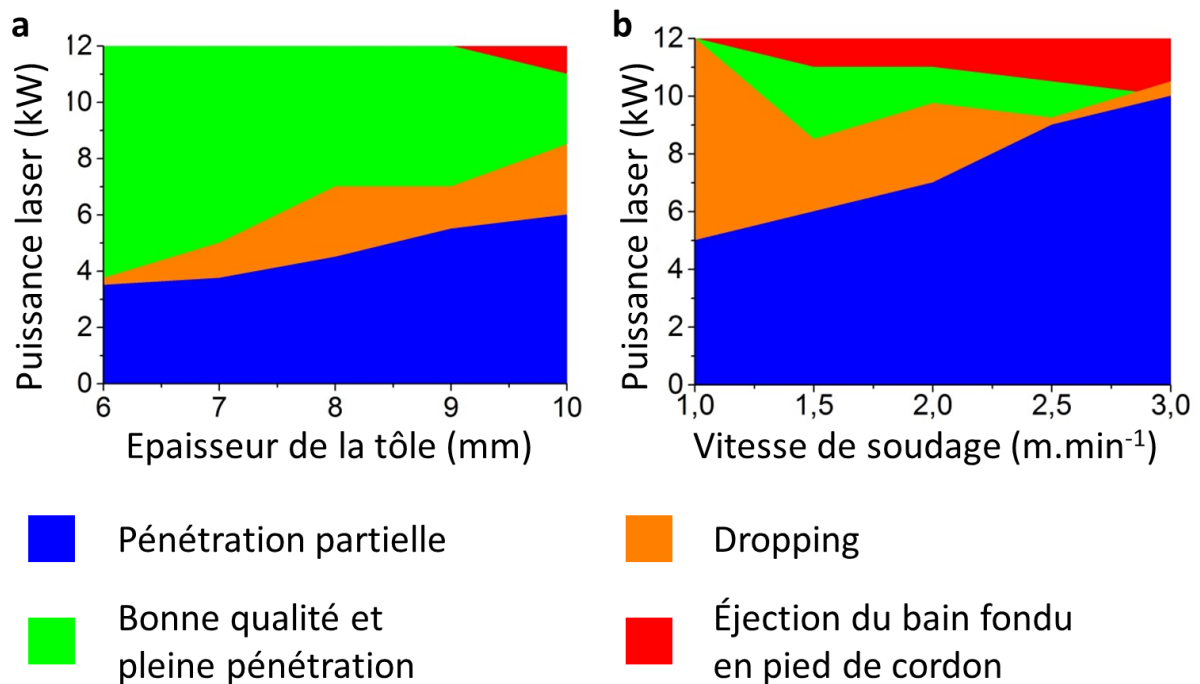 a
12
10
8
6
4
2
0
Puissance laser (kW)
6 7 8 9 10
Epaisseur de la tôle (mm)
b
12
10
8
6
4
2
0
Puissance laser (kW)
1,0 1,5 2,0 2,5 3,0
Vitesse de soudage (m.min⁻¹)
Pénétration partielle
Dropping
Bonne qualité et
pleine pénétration
Éjection du bain fondu
en pied de cordon